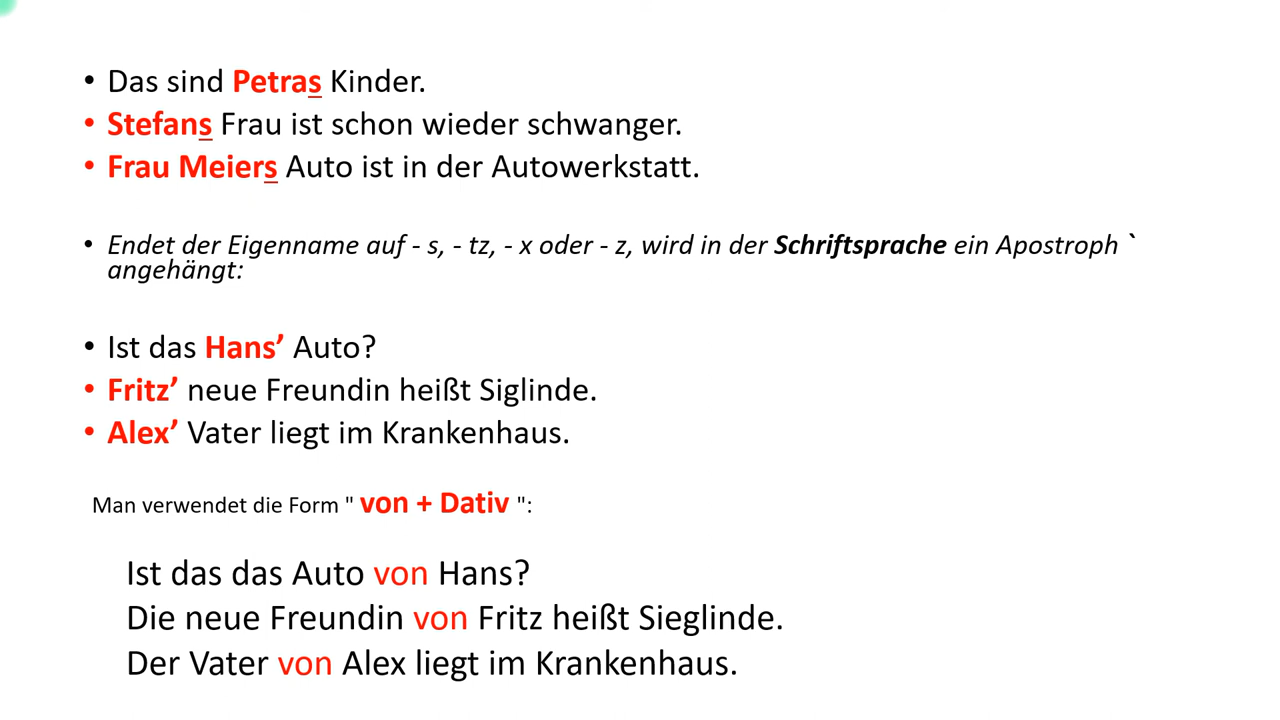 • Das sind Petras Kinder.
• Stefans Frau ist schon wieder schwanger.
• Frau Meiers Auto ist in der Autowerkstatt.
• Endet der Eigenname auf - s, - tz, - x oder - z, wird in der Schriftsprache ein Apostroph `
angehängt:
• Ist das Hans’ Auto?
• Fritz’ neue Freundin heißt Siglinde.
• Alex’ Vater liegt im Krankenhaus.
Man verwendet die Form " von + Dativ ":
Ist das das Auto von Hans?
Die neue Freundin von Fritz heißt Sieglinde.
Der Vater von Alex liegt im Krankenhaus.